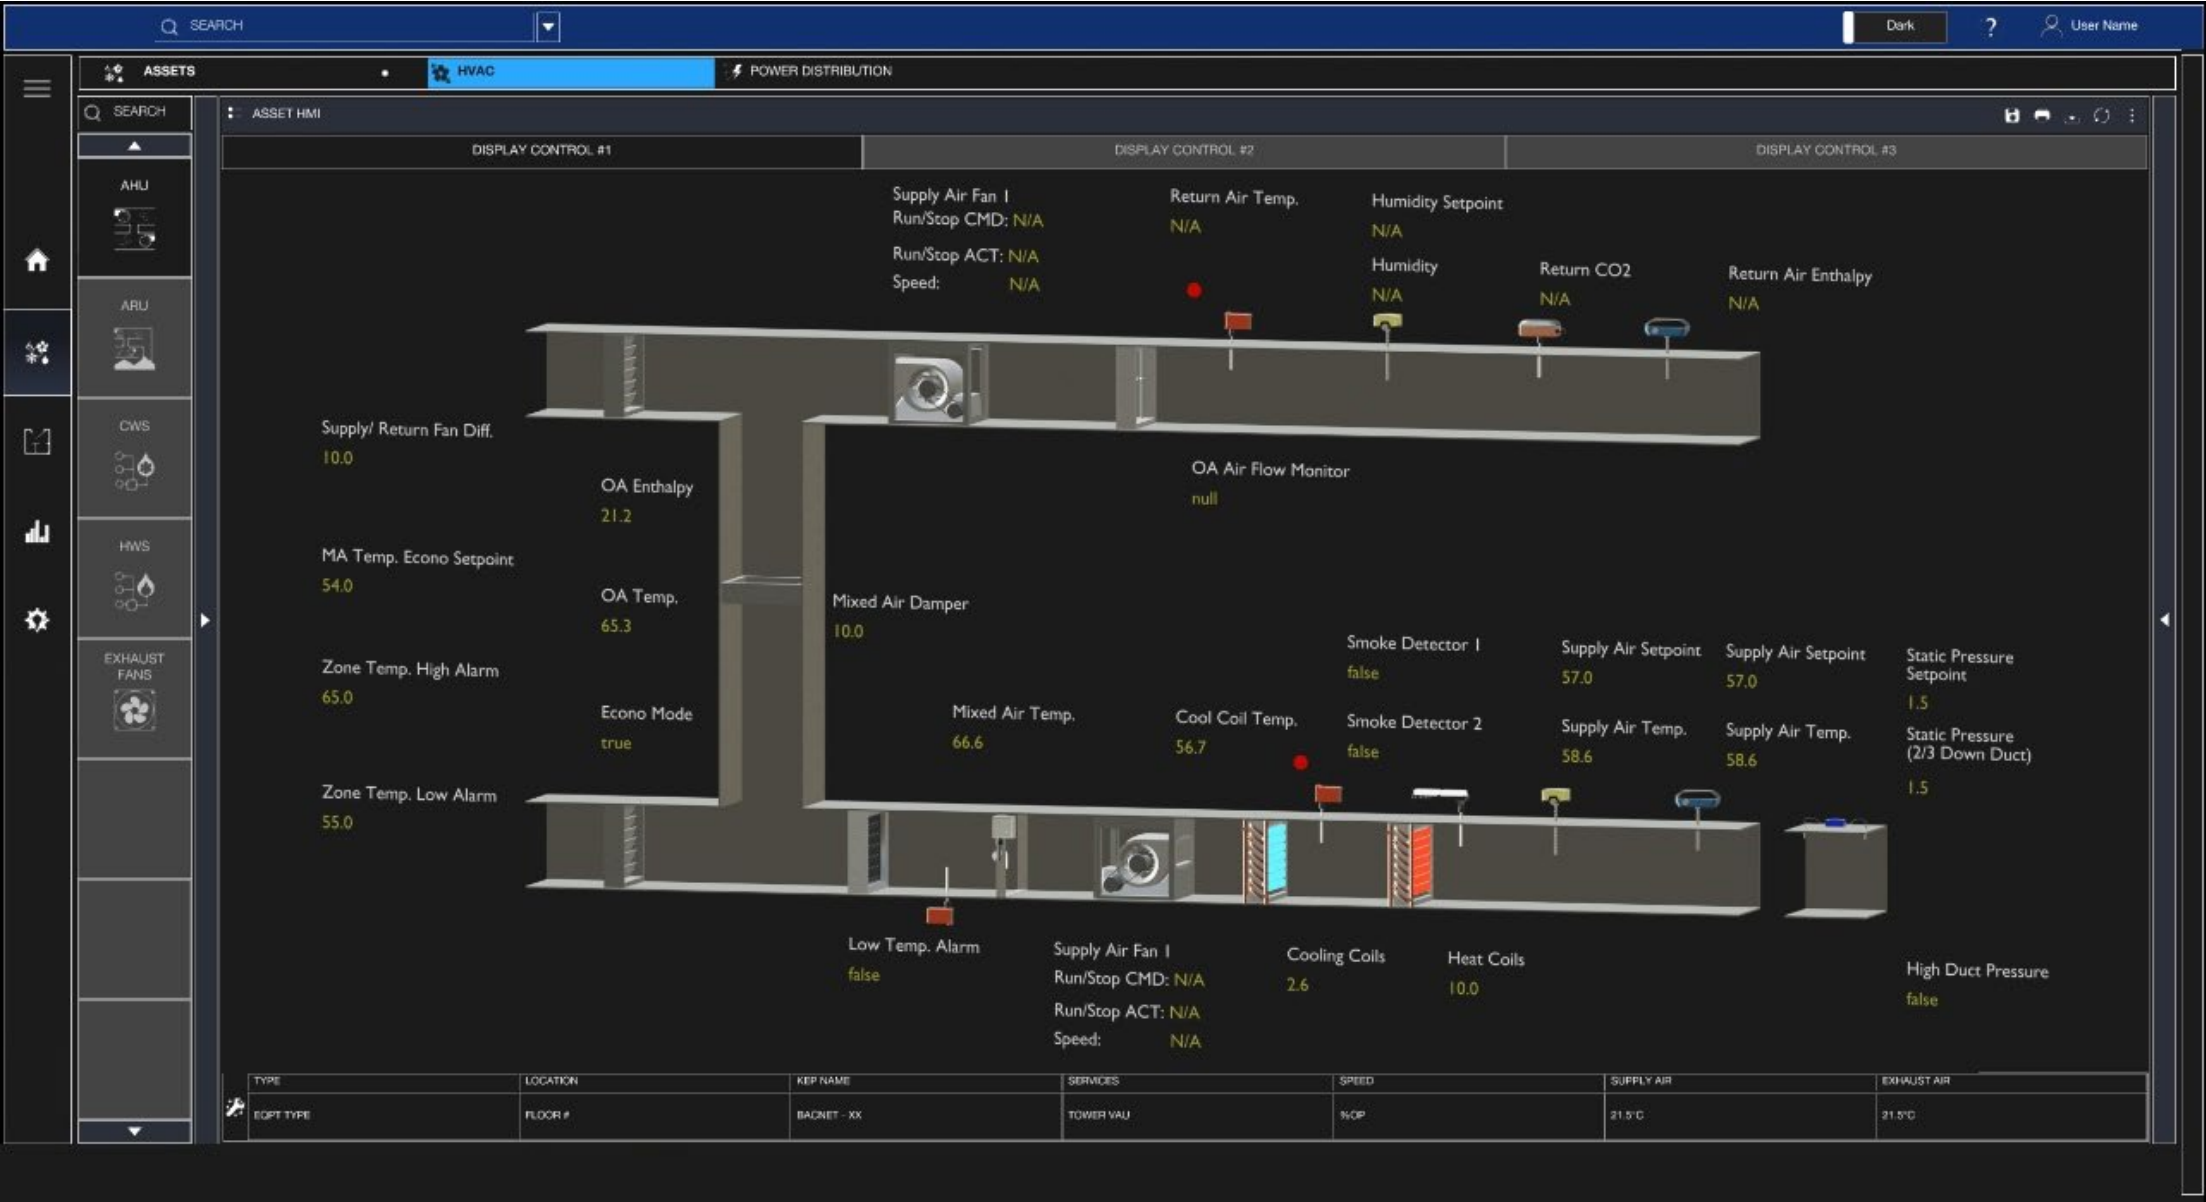 SEARCH
Dark
?
User Name
ASSETS
HVAC
POWER DISTRIBUTION
SEARCH
ASSET HMI
DISPLAY CONTROL #1
DISPLAY CONTROL #2
DISPLAY CONTROL #3
AHU
ARU
CWS
HWS
EXHAUST
FANS
Supply Air Fan 1
Run/Stop CMD: N/A
Run/Stop ACT: N/A
Speed: N/A
Return Air Temp.
N/A
Humidity Setpoint
N/A
Humidity
N/A
Return CO2
N/A
Return Air Enthalpy
N/A
Supply/ Return Fan Diff.
10.0
OA Enthalpy
21.2
OA Air Flow Monitor
null
MA Temp. Econo Setpoint
54.0
OA Temp.
65.3
Mixed Air Damper
10.0
Zone Temp. High Alarm
65.0
Econo Mode
true
Mixed Air Temp.
66.6
Cool Coil Temp.
56.7
Smoke Detector 1
false
Smoke Detector 2
false
Supply Air Setpoint
57.0
Supply Air Temp.
58.6
Supply Air Setpoint
57.0
Supply Air Temp.
58.6
Static Pressure
Setpoint
1.5
Static Pressure
(2/3 Down Duct)
1.5
Zone Temp. Low Alarm
55.0
Low Temp. Alarm
false
Supply Air Fan 1
Run/Stop CMD: N/A
Run/Stop ACT: N/A
Speed: N/A
Cooling Coils
2.6
Heat Coils
10.0
High Duct Pressure
false
TYPE LOCATION KEP NAME SERVICES SPEED SUPPLY AIR EXHAUST AIR
EQPT TYPE FLOOR # BACNET - XX TOWER VAU %OP 21.5°C 21.5°C